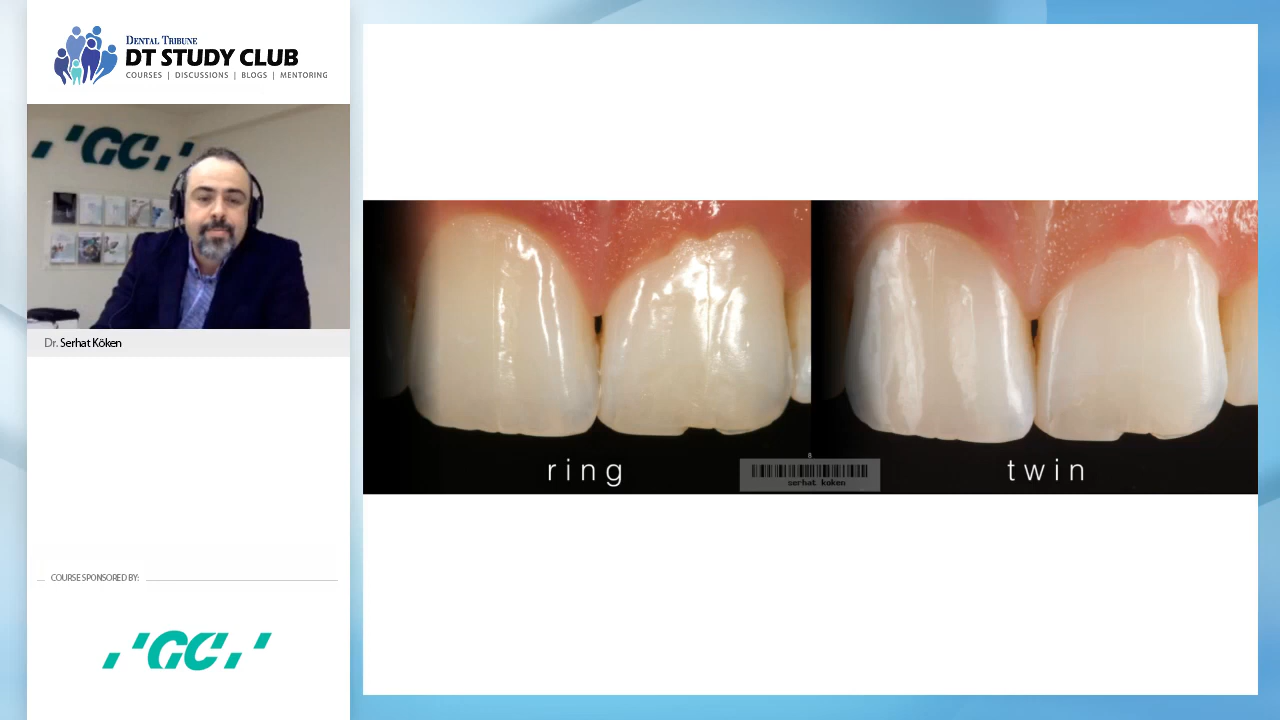 DENTAL TRIBUNE
DT STUDY CLUB
COURSES | DISCUSSIONS | BLOGS | MENTORING
GC
Dr. Serhat Köken
COURSE SPONSORED BY:
GC
ring
8
serhat koken
twin